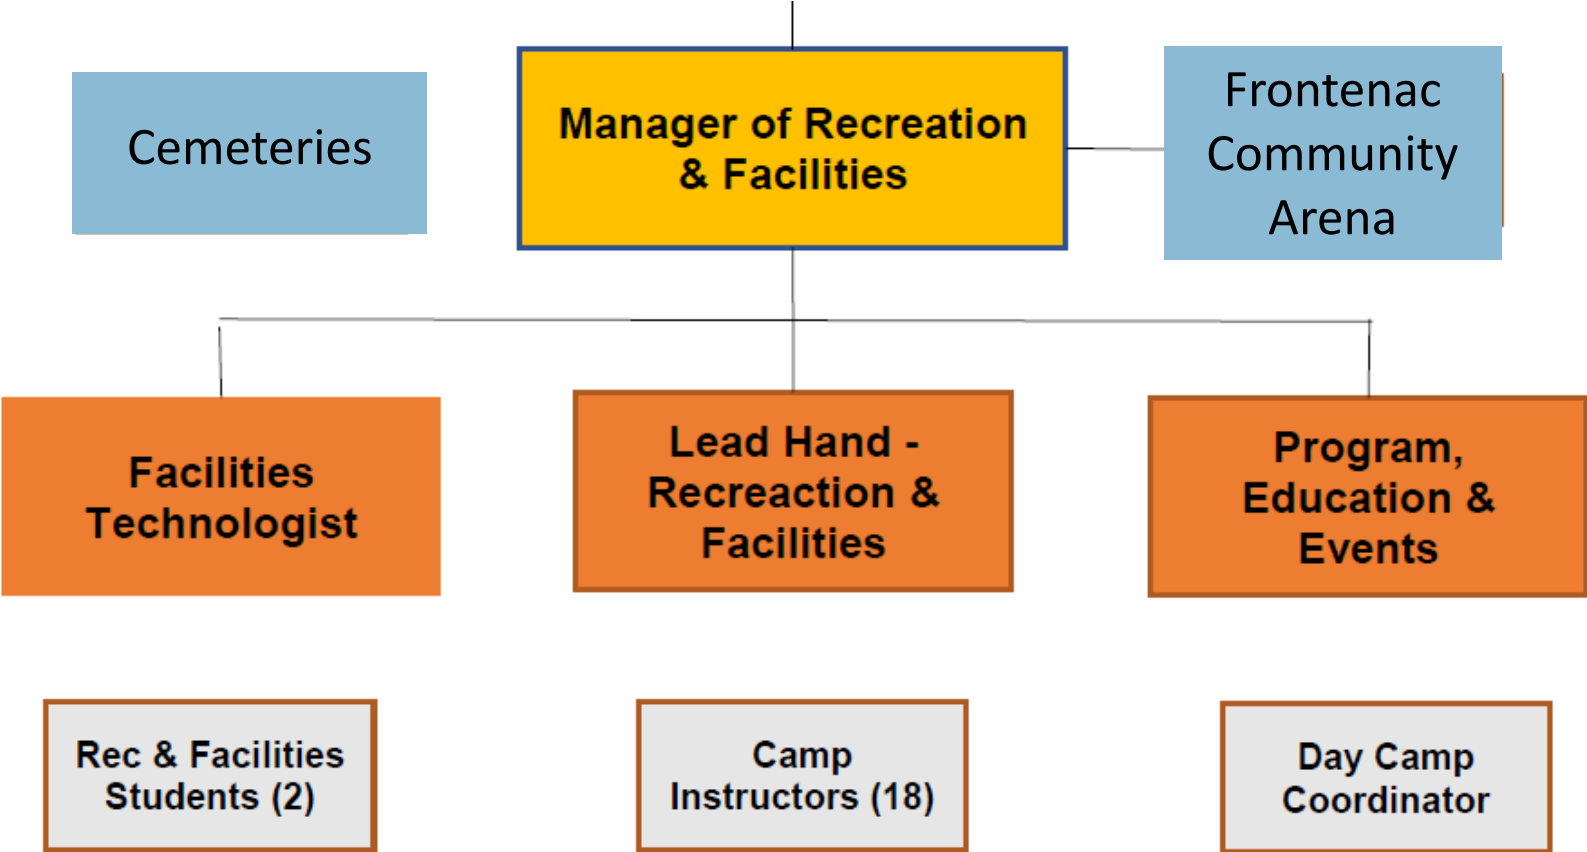 Cemeteries
Manager of Recreation
& Facilities
Frontenac
Community
Arena
Facilities
Technologist
Lead Hand -
Recreaction &
Facilities
Program,
Education &
Events
Rec & Facilities
Students (2)
Camp
Instructors (18)
Day Camp
Coordinator